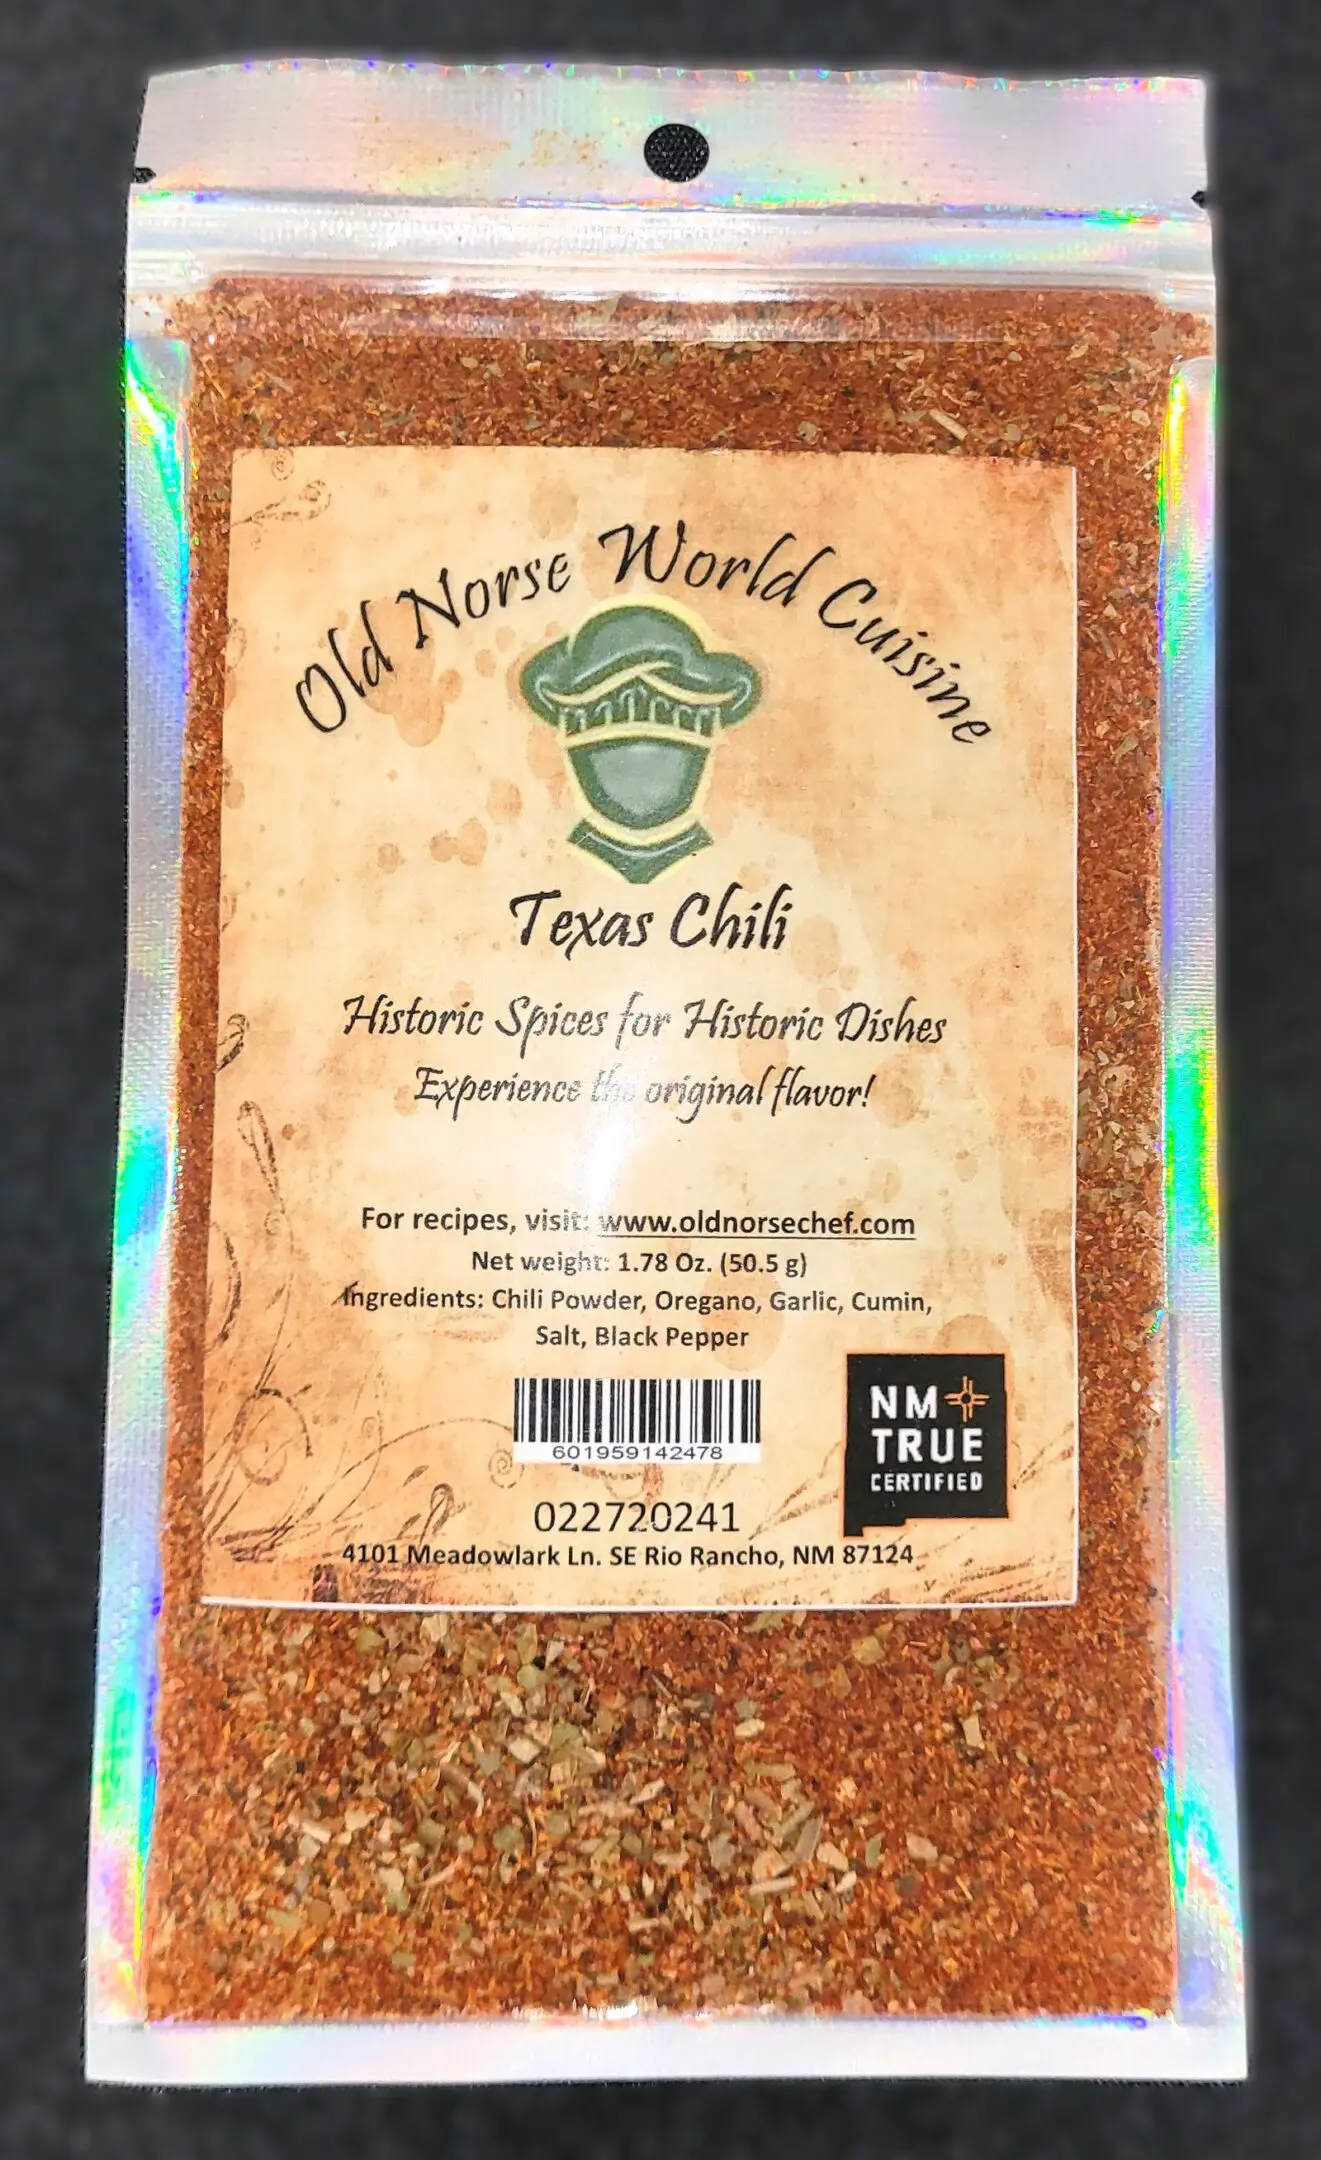 Old Norse World Cuisine
Texas Chili
Historic Spices for Historic Dishes
Experience the original flavor!
For recipes, visit: www.oldnorsechef.com
Net weight: 1.78 Oz. (50.5 g)
Ingredients: Chili Powder, Oregano, Garlic, Cumin,
Salt, Black Pepper
601959142478
NM
TRUE
CERTIFIED
022720241
4101 Meadowlark Ln. SE Rio Rancho, NM 87124